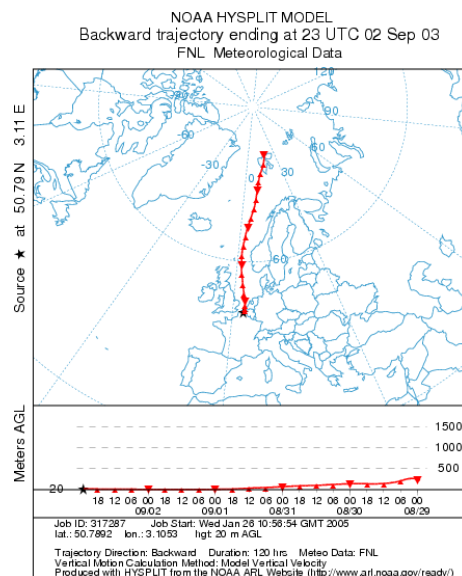 NOAA HYSPLIT MODEL
Backward trajectory ending at 23 UTC 02 Sep 03
FNL Meteorological Data
Source ★ at 50.79 N 3.11 E
120
90
60
30
0
-30
-60
60
Meters AGL
1500
1000
500
20
18 12 06 00 18 12 06 00 18 12 06 00 18 12 06 00 18 12 06 00
09/02 09/01 08/31 08/30 08/29
Job ID: 317287 Job Start: Wed Jan 26 10:56:54 GMT 2005
lat.: 50.7892 lon.: 3.1053 hgt: 20 m AGL
Trajectory Direction: Backward Duration: 120 hrs Meteo Data: FNL
Vertical Motion Calculation Method: Model Vertical Velocity
Produced with HYSPLIT from the NOAA ARL Website (http://www.arl.noaa.gov/ready/)